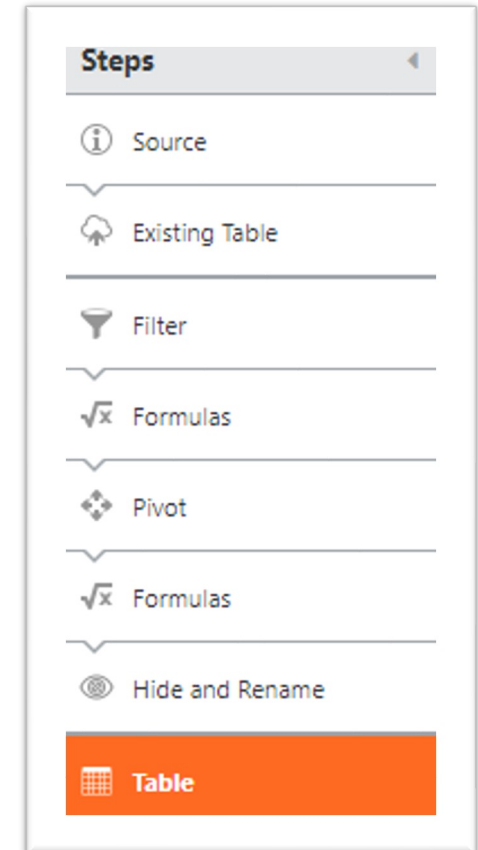 Steps
Source
Existing Table
Filter
Formulas
Pivot
Formulas
Hide and Rename
Table